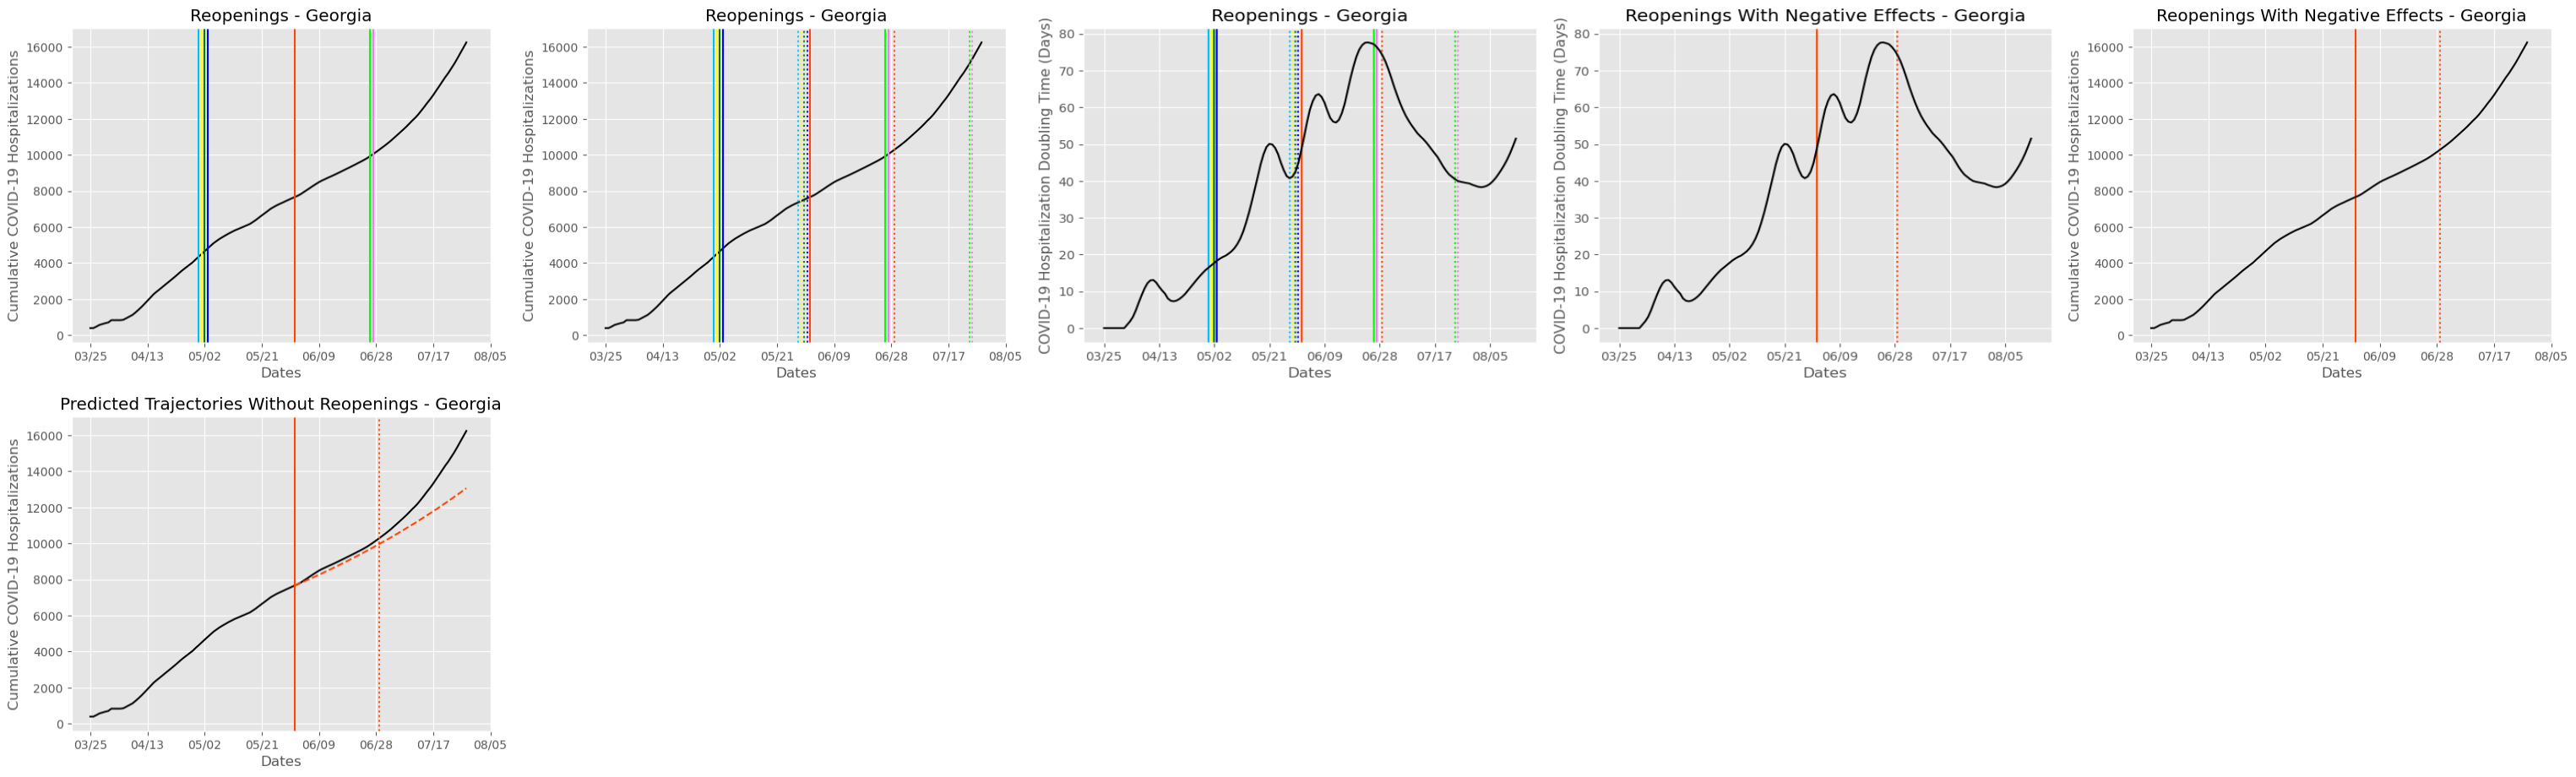 Reopenings - Georgia
Cumulative COVID-19 Hospitalizations
16000
14000
12000
10000
8000
6000
4000
2000
0
03/25 04/13 05/02 05/21 06/09 06/28 07/17 08/05
Dates
Reopenings - Georgia
Cumulative COVID-19 Hospitalizations
16000
14000
12000
10000
8000
6000
4000
2000
0
03/25 04/13 05/02 05/21 06/09 06/28 07/17 08/05
Dates
Reopenings - Georgia
COVID-19 Hospitalization Doubling Time (Days)
80
70
60
50
40
30
20
10
0
03/25 04/13 05/02 05/21 06/09 06/28 07/17 08/05
Dates
Reopenings With Negative Effects - Georgia
COVID-19 Hospitalization Doubling Time (Days)
80
70
60
50
40
30
20
10
0
03/25 04/13 05/02 05/21 06/09 06/28 07/17 08/05
Dates
Reopenings With Negative Effects - Georgia
Cumulative COVID-19 Hospitalizations
16000
14000
12000
10000
8000
6000
4000
2000
0
03/25 04/13 05/02 05/21 06/09 06/28 07/17 08/05
Dates
Predicted Trajectories Without Reopenings - Georgia
Cumulative COVID-19 Hospitalizations
16000
14000
12000
10000
8000
6000
4000
2000
0
03/25 04/13 05/02 05/21 06/09 06/28 07/17 08/05
Dates